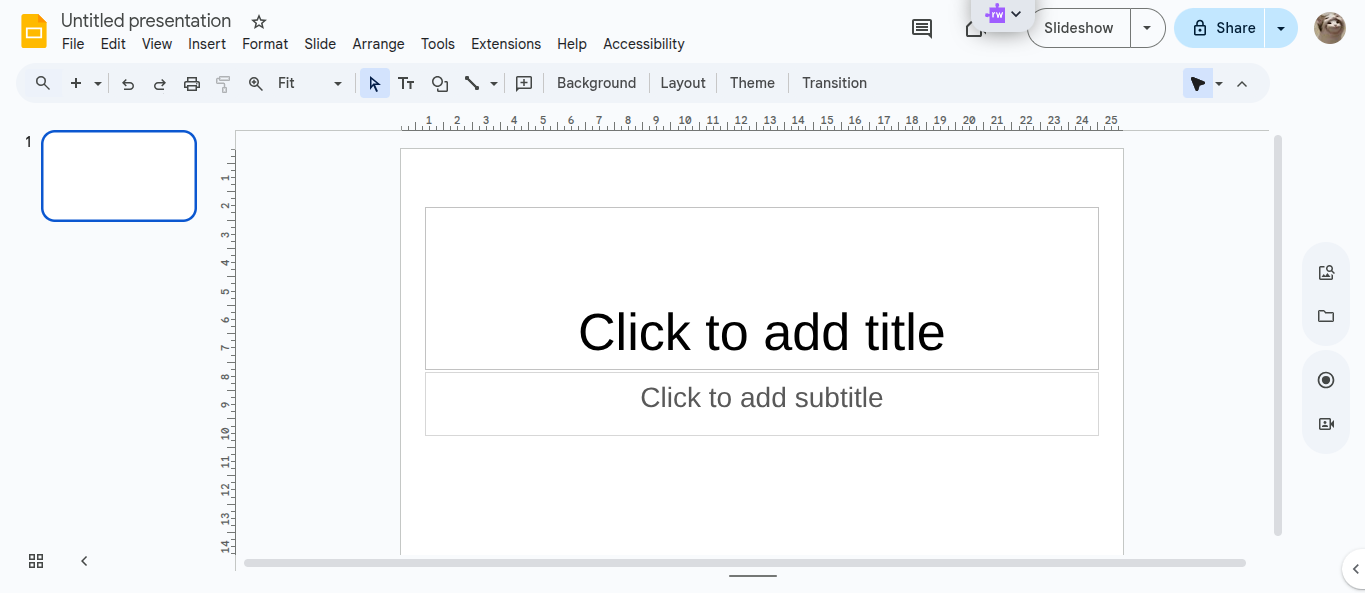 Untitled presentation
File Edit View Insert Format Slide Arrange Tools Extensions Help Accessibility
rw
Slideshow
Share
Fit
Background Layout Theme Transition
1 2 3 4 5 6 7 8 9 10 11 12 13 14 15 16 17 18 19 20 21 22 23 24 25
1
1 2 3 4 5 6 7 8 9 10 11 12 13 14
Click to add title
Click to add subtitle